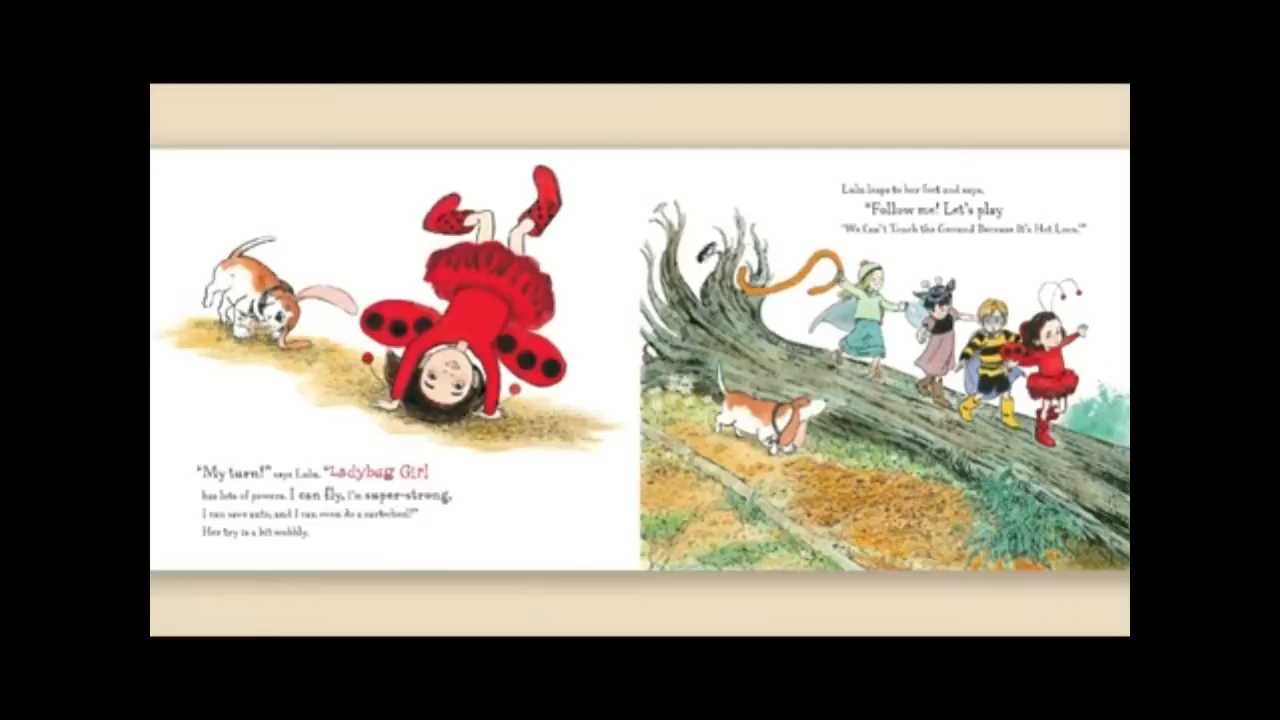 "My turn!" says Lulu. "Ladybug Girl
has lots of powers. I can fly, I'm super-strong,
I can save ants, and I can even do a cartwheel!"
Her try is a bit wobbly.
Lulu leaps to her feet and says,
"Follow me! Let's play
'We Can't Touch the Ground Because It's Hot Lava.'"